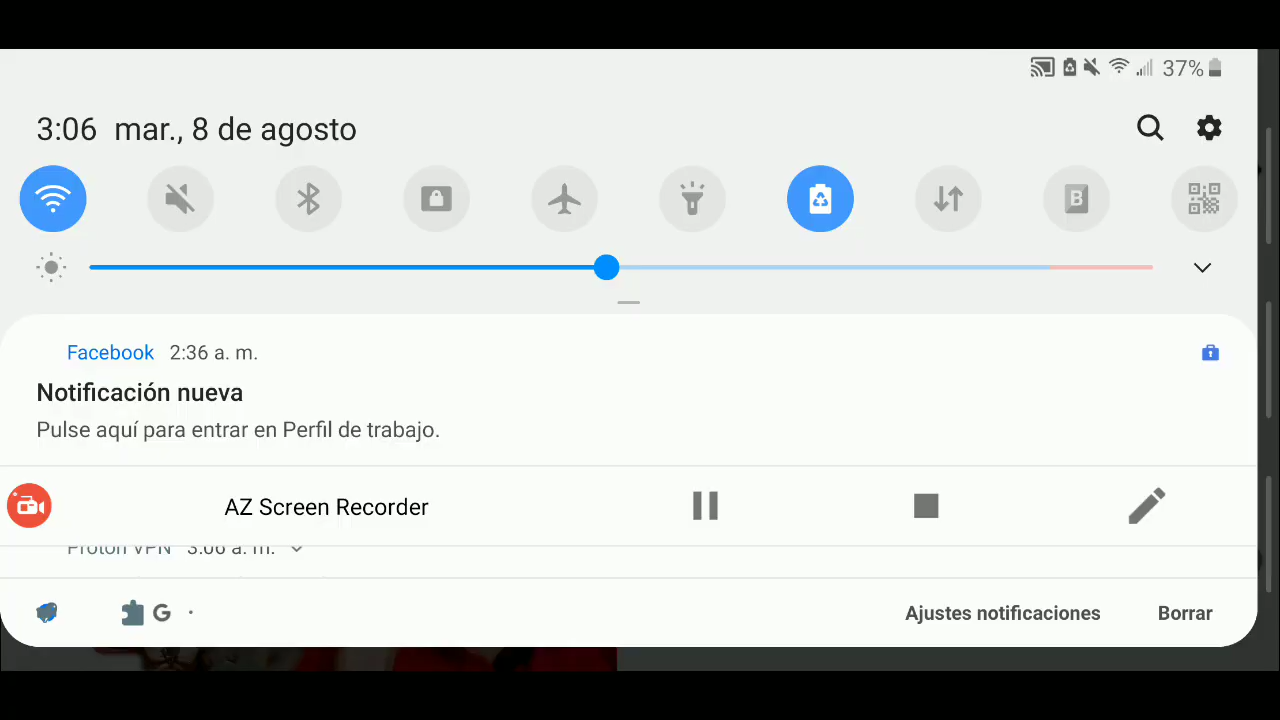 37%
3:06 mar., 8 de agosto
B
Facebook 2:36 a. m.
Notificación nueva
Pulse aquí para entrar en Perfil de trabajo.
AZ Screen Recorder
Proton VPN 3:06 a. m.
G
Ajustes notificaciones Borrar